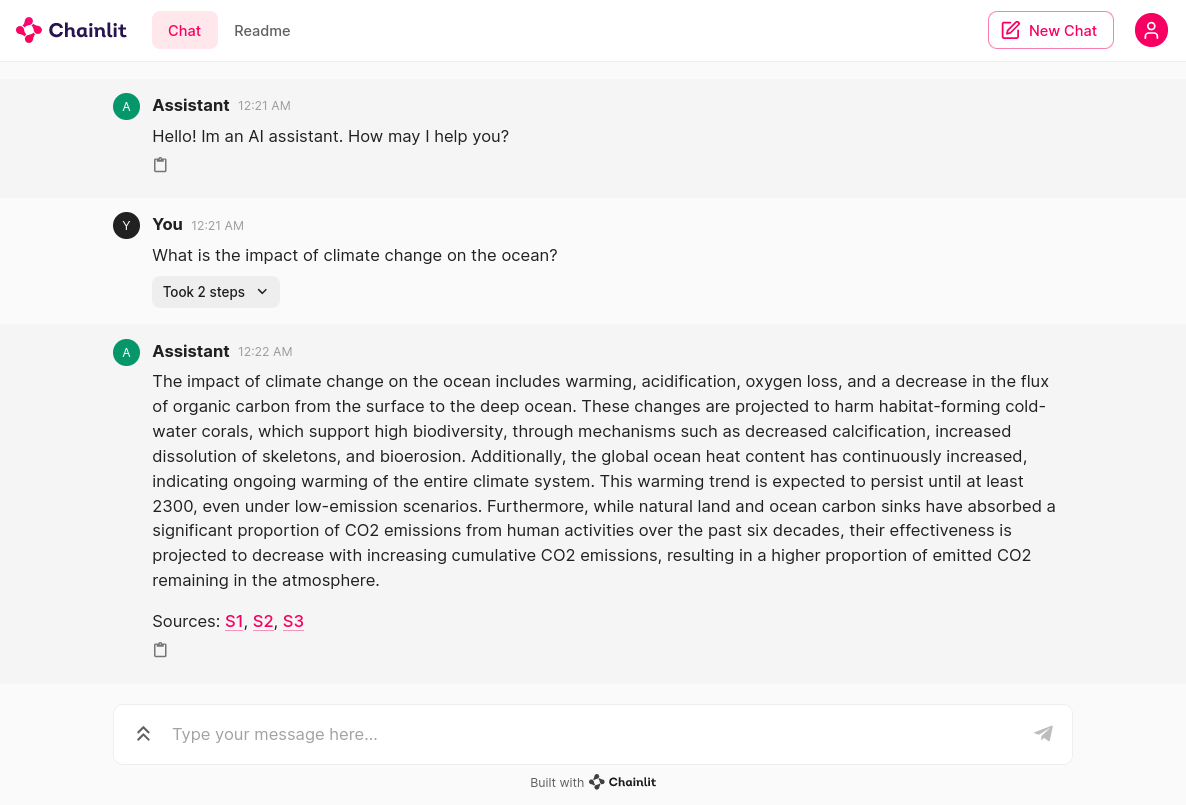 Chainlit Chat Readme New Chat
A Assistant 12:21 AM
Hello! Im an AI assistant. How may I help you?
Y You 12:21 AM
What is the impact of climate change on the ocean?
Took 2 steps
A Assistant 12:22 AM
The impact of climate change on the ocean includes warming, acidification, oxygen loss, and a decrease in the flux
of organic carbon from the surface to the deep ocean. These changes are projected to harm habitat-forming cold-
water corals, which support high biodiversity, through mechanisms such as decreased calcification, increased
dissolution of skeletons, and bioerosion. Additionally, the global ocean heat content has continuously increased,
indicating ongoing warming of the entire climate system. This warming trend is expected to persist until at least
2300, even under low-emission scenarios. Furthermore, while natural land and ocean carbon sinks have absorbed a
significant proportion of CO2 emissions from human activities over the past six decades, their effectiveness is
projected to decrease with increasing cumulative CO2 emissions, resulting in a higher proportion of emitted CO2
remaining in the atmosphere.
Sources: S1, S2, S3
Type your message here...
Built with Chainlit